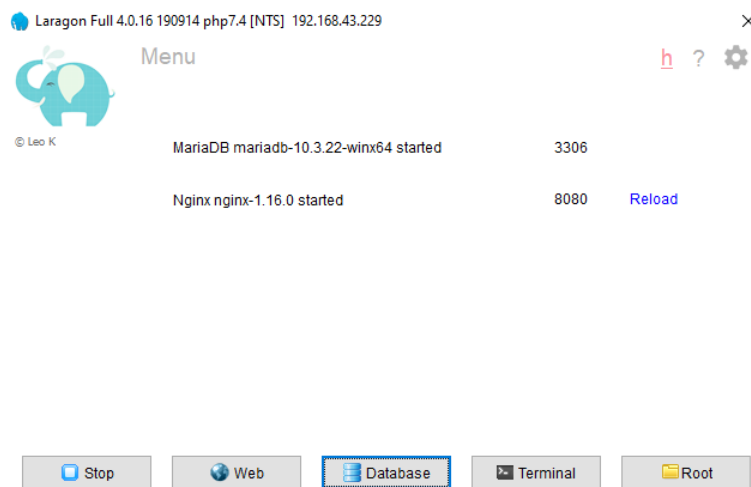 Laragon Full 4.0.16 190914 php7.4 [NTS] 192.168.43.229
Menu
h ?
© Leo K
MariaDB mariadb-10.3.22-winx64 started 3306
Nginx nginx-1.16.0 started 8080 Reload
Stop Web Database Terminal Root